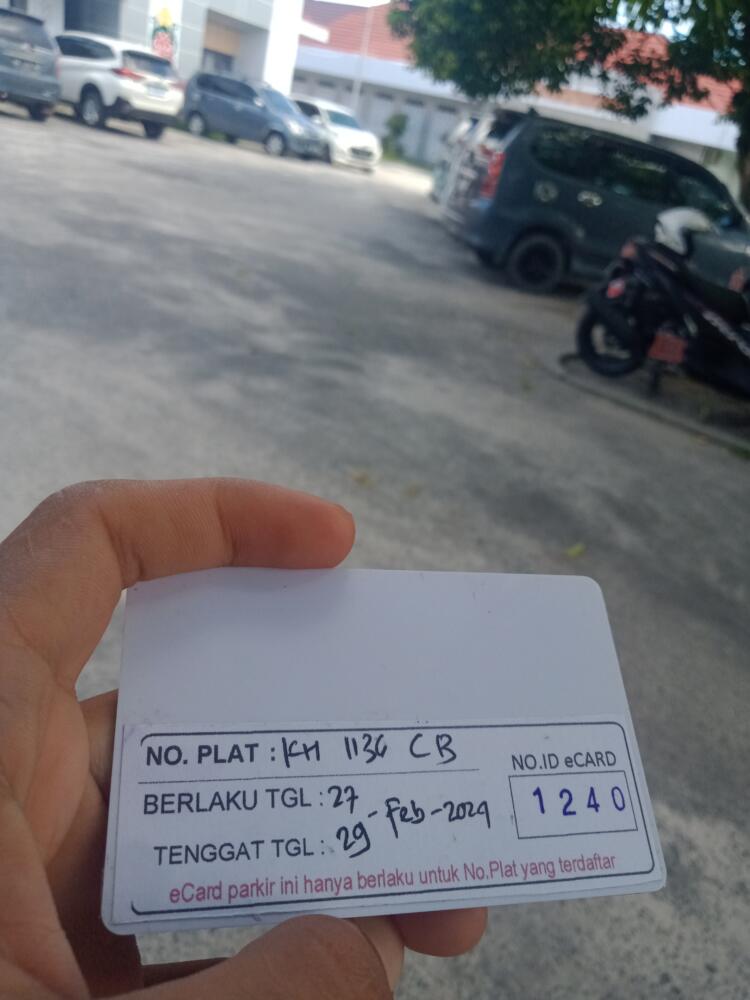 NO. PLAT : KH 1136 CB
NO.ID eCARD
BERLAKU TGL : 27
1240
-Feb-2024
TENGGAT TGL : 29
eCard parkir ini hanya berlaku untuk No.Plat yang terdaftar